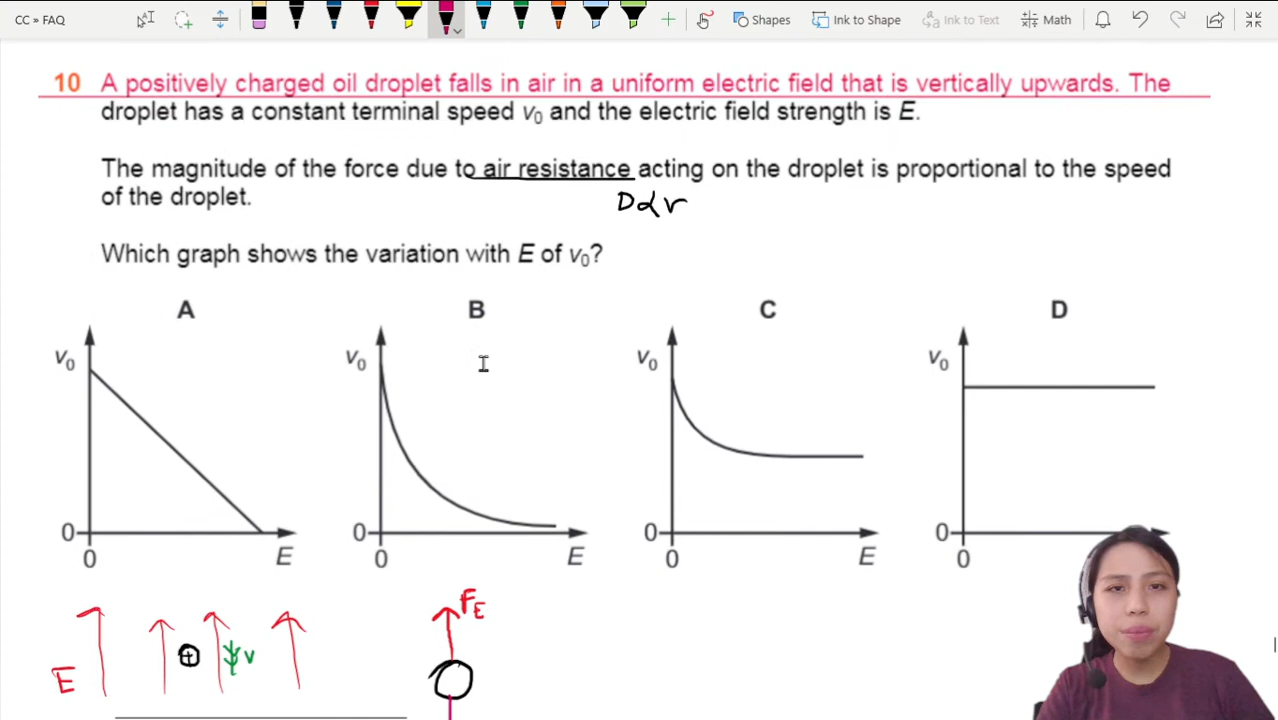 CC » FAQ
Shapes
Ink to Shape
Ink to Text
Math
10 A positively charged oil droplet falls in air in a uniform electric field that is vertically upwards. The
droplet has a constant terminal speed v0 and the electric field strength is E.
The magnitude of the force due to air resistance acting on the droplet is proportional to the speed
of the droplet.
D∝v
Which graph shows the variation with E of v0?
A
B
C
D
v0
v0
v0
v0
0
0
0
0
0
E
0
E
0
E
0
E
v
FE